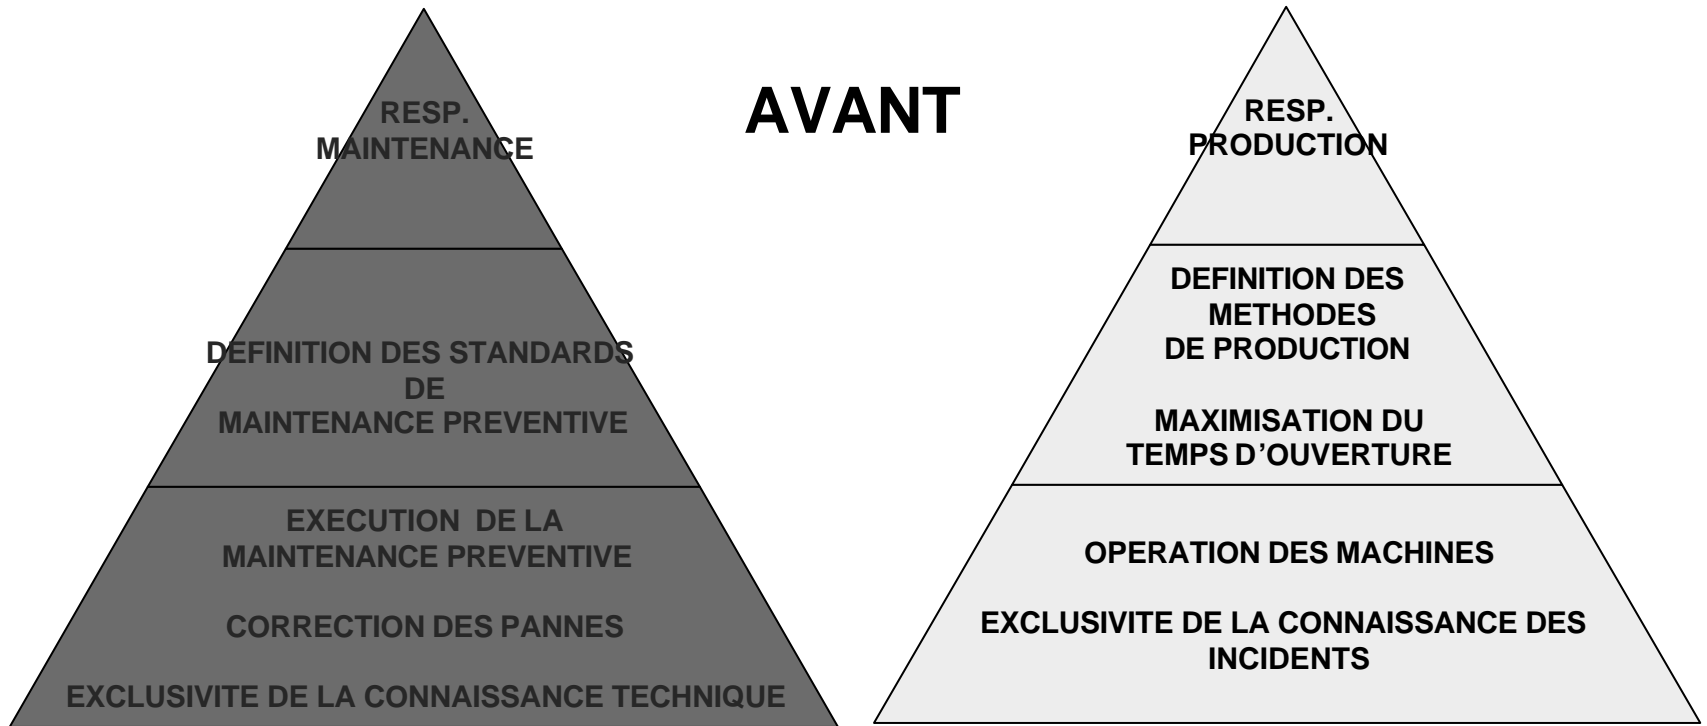 AVANT
RESP.
MAINTENANCE
DEFINITION DES STANDARDS
DE
MAINTENANCE PREVENTIVE
EXECUTION DE LA
MAINTENANCE PREVENTIVE
CORRECTION DES PANNES
EXCLUSIVITE DE LA CONNAISSANCE TECHNIQUE
RESP.
PRODUCTION
DEFINITION DES
METHODES
DE PRODUCTION
MAXIMISATION DU
TEMPS D’OUVERTURE
OPERATION DES MACHINES
EXCLUSIVITE DE LA CONNAISSANCE DES
INCIDENTS